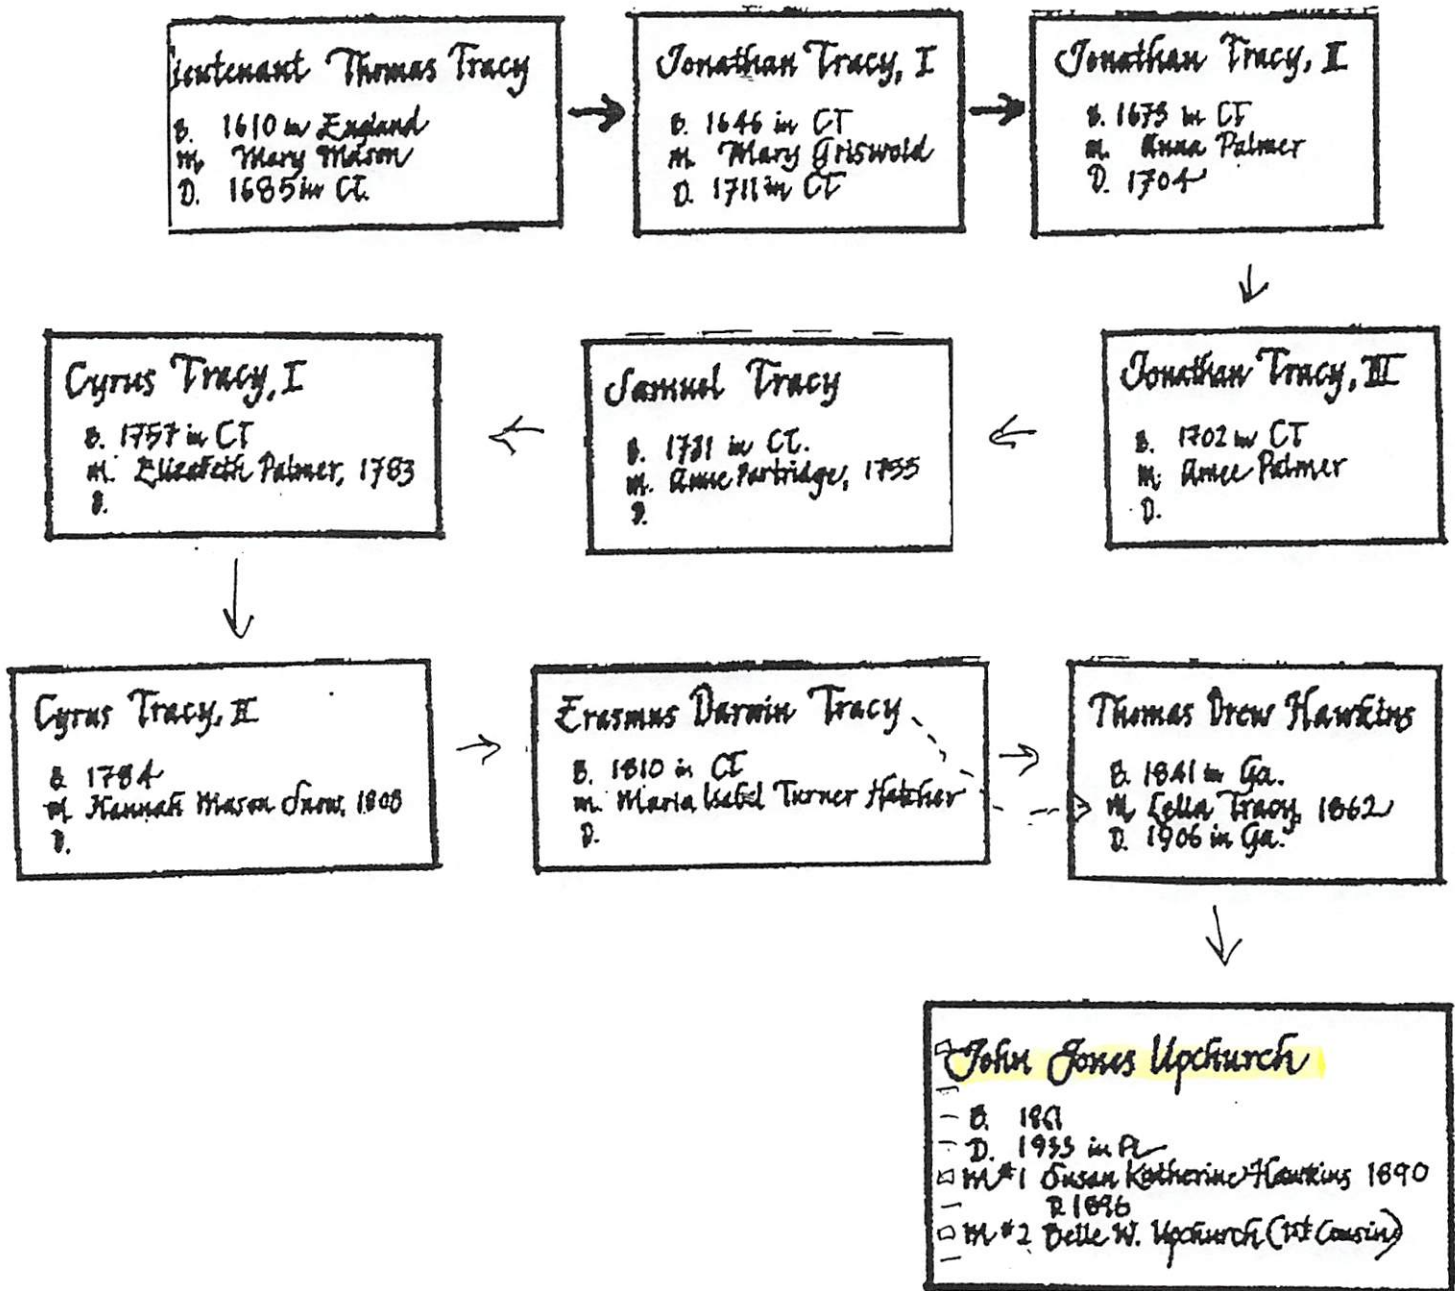 Lieutenant Thomas Tracy
B. 1610 in England
m. Mary Mason
D. 1685 in CT.
Jonathan Tracy, I
B. 1646 in CT
m. Mary Griswold
D. 1711 in CT
Jonathan Tracy, II
B. 1675 in CT
m. Anna Palmer
D. 1704
Jonathan Tracy, III
B. 1702 in CT
m. Amee Palmer
D.
Samuel Tracy
B. 1731 in CT.
m. Amie Partridge, 1755
D.
Cyrus Tracy, I
B. 1757 in CT
m. Elizabeth Palmer, 1783
D.
Cyrus Tracy, II
B. 1784
m. Hannah Mason Snow, 1808
D.
Erasmus Darwin Tracy
B. 1810 in CT
m. Maria Isabel Turner Hatcher
D.
Thomas Drew Hawkins
B. 1841 in Ga.
m. Lella Tracy, 1862
D. 1906 in Ga.
John Jones Upchurch
B. 1861
D. 1933 in FL
m #1 Susan Katherine Hawkins 1890
D. 1896
m #2 Belle W. Upchurch (1st Cousin)